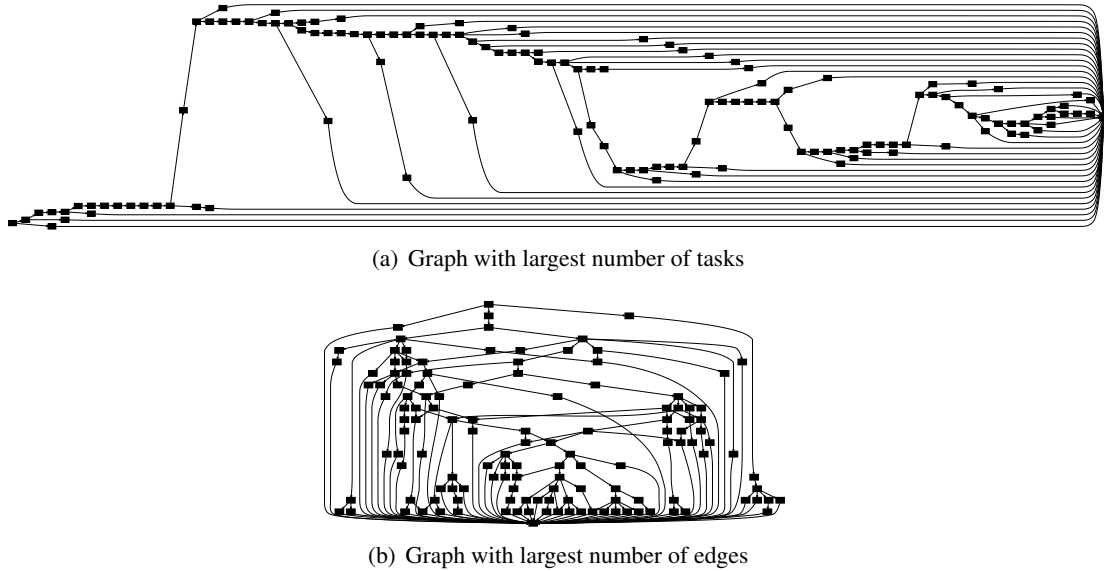 (a) Graph with largest number of tasks
(b) Graph with largest number of edges